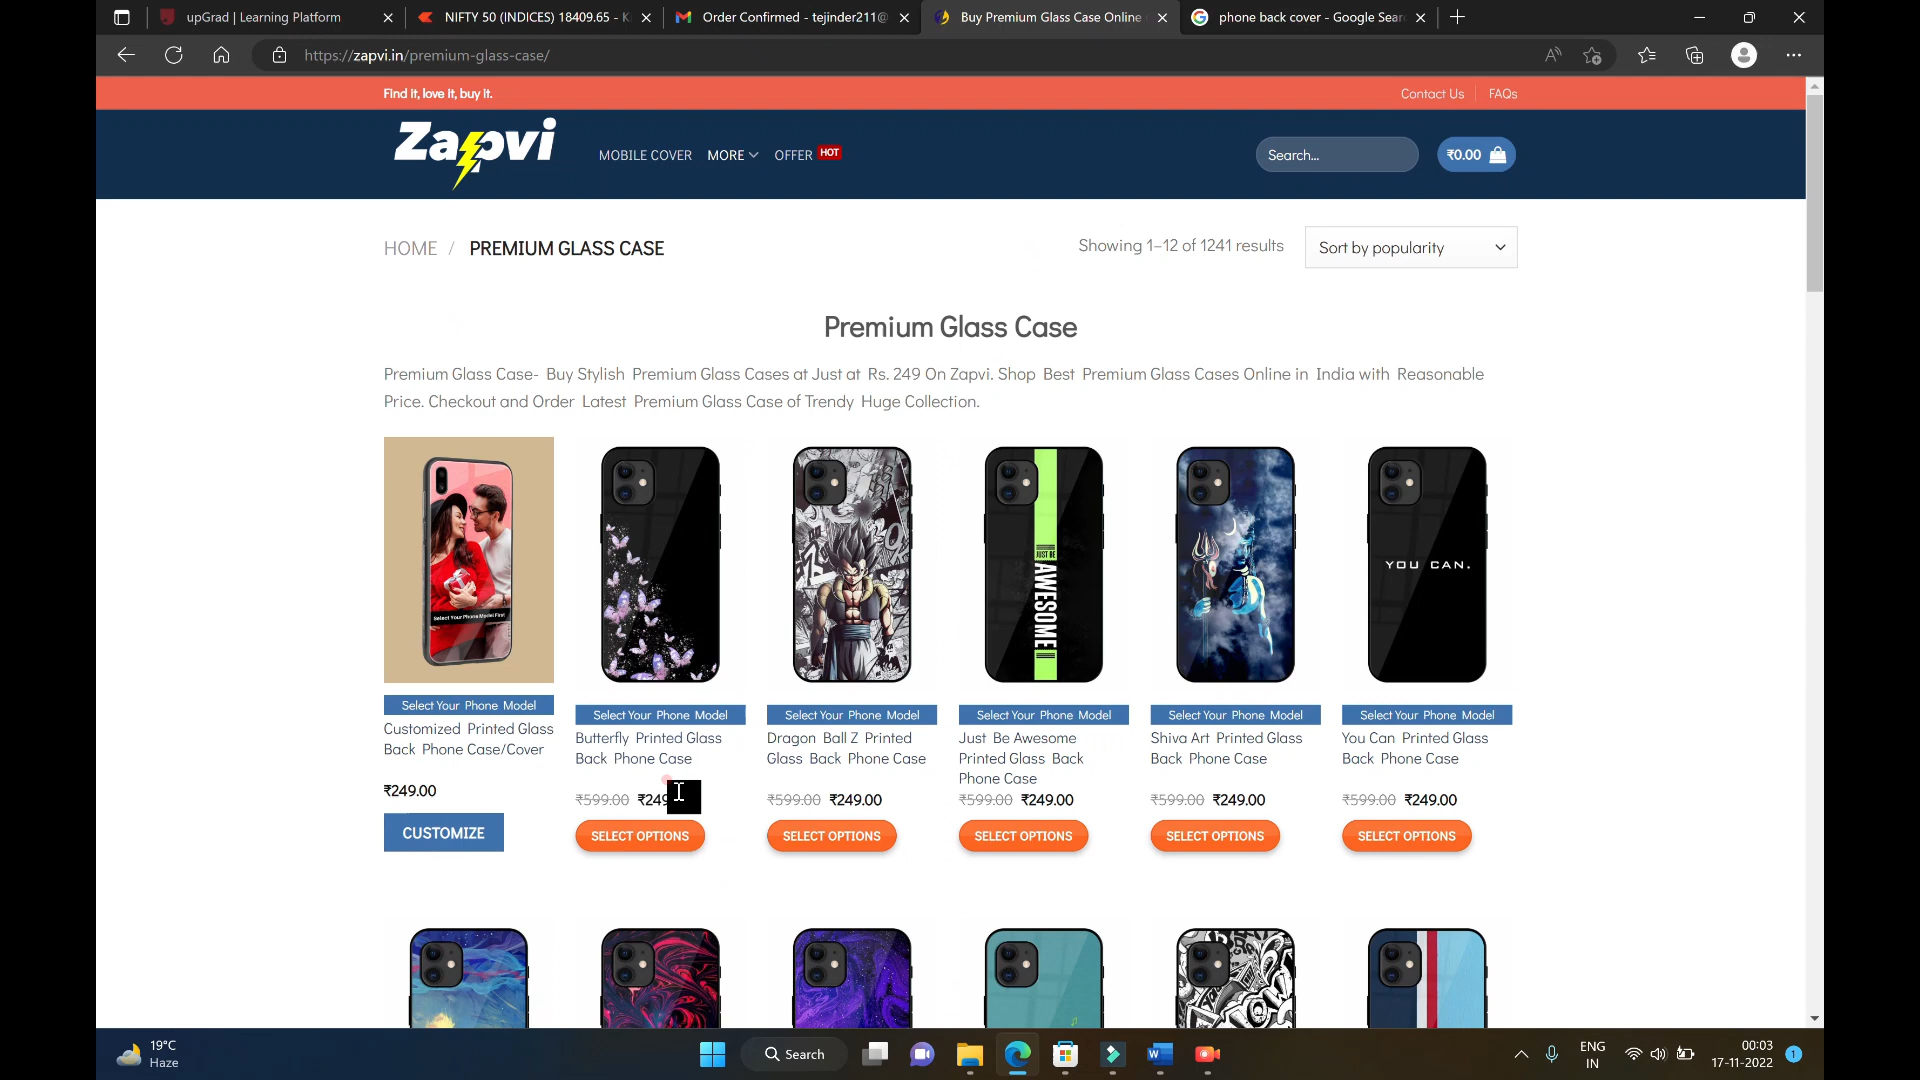 upGrad | Learning Platform
NIFTY 50 (INDICES) 18409.65 - K
Order Confirmed - tejinder211@
Buy Premium Glass Case Online
phone back cover - Google Sear
https://zapvi.in/premium-glass-case/
Find it, love it, buy it.
Contact Us
FAQs
Zapvi
MOBILE COVER
MORE
OFFER
HOT
Search...
₹0.00
HOME / PREMIUM GLASS CASE
Showing 1–12 of 1241 results
Sort by popularity
Premium Glass Case
Premium Glass Case- Buy Stylish Premium Glass Cases at Just at Rs. 249 On Zapvi. Shop Best Premium Glass Cases Online in India with Reasonable
Price. Checkout and Order Latest Premium Glass Case of Trendy Huge Collection.
Select Your Phone Model First
JUST BE
AWESOME
YOU CAN.
Select Your Phone Model
Customized Printed Glass
Back Phone Case/Cover
₹249.00
CUSTOMIZE
Select Your Phone Model
Butterfly Printed Glass
Back Phone Case
₹599.00 ₹249
SELECT OPTIONS
Select Your Phone Model
Dragon Ball Z Printed
Glass Back Phone Case
₹599.00 ₹249.00
SELECT OPTIONS
Select Your Phone Model
Just Be Awesome
Printed Glass Back
Phone Case
₹599.00 ₹249.00
SELECT OPTIONS
Select Your Phone Model
Shiva Art Printed Glass
Back Phone Case
₹599.00 ₹249.00
SELECT OPTIONS
Select Your Phone Model
You Can Printed Glass
Back Phone Case
₹599.00 ₹249.00
SELECT OPTIONS
19°C
Haze
Search
ENG
IN
00:03
17-11-2022
1